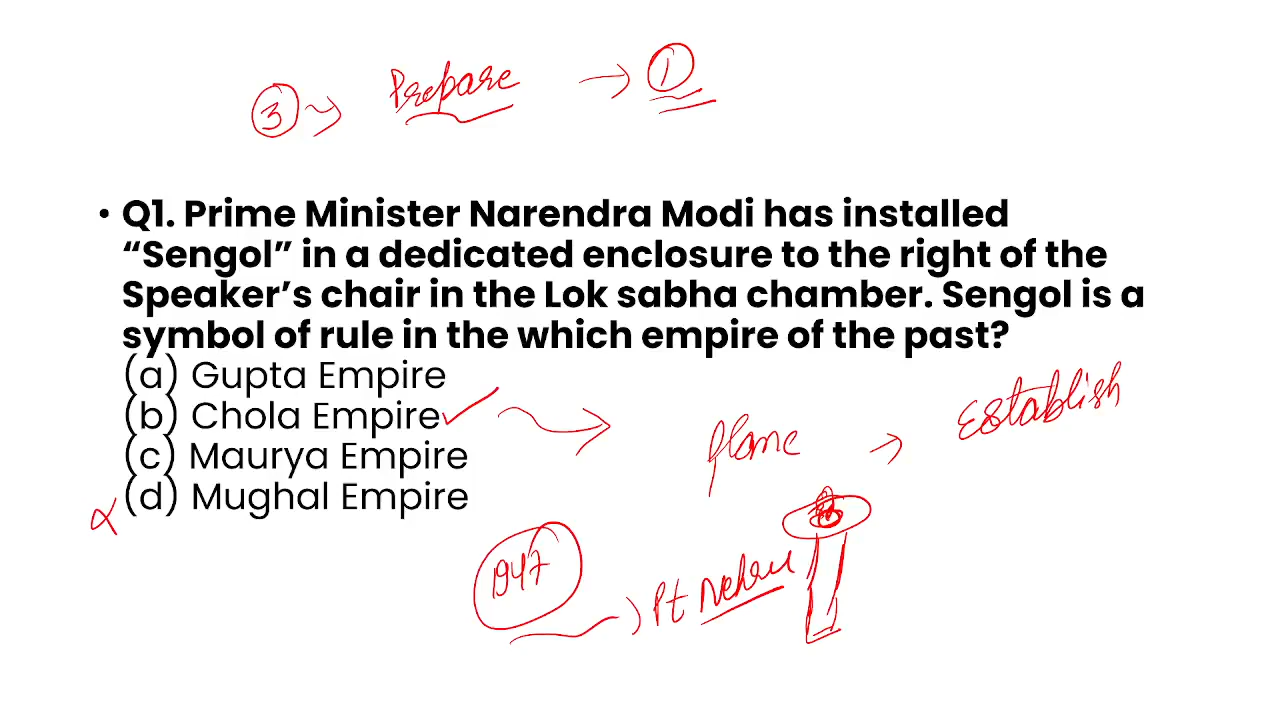 3 Prepare 1
• Q1. Prime Minister Narendra Modi has installed
“Sengol” in a dedicated enclosure to the right of the
Speaker’s chair in the Lok sabha chamber. Sengol is a
symbol of rule in the which empire of the past?
(a) Gupta Empire
(b) Chola Empire
(c) Maurya Empire
(d) Mughal Empire
Establish
1947 Pt Nehru